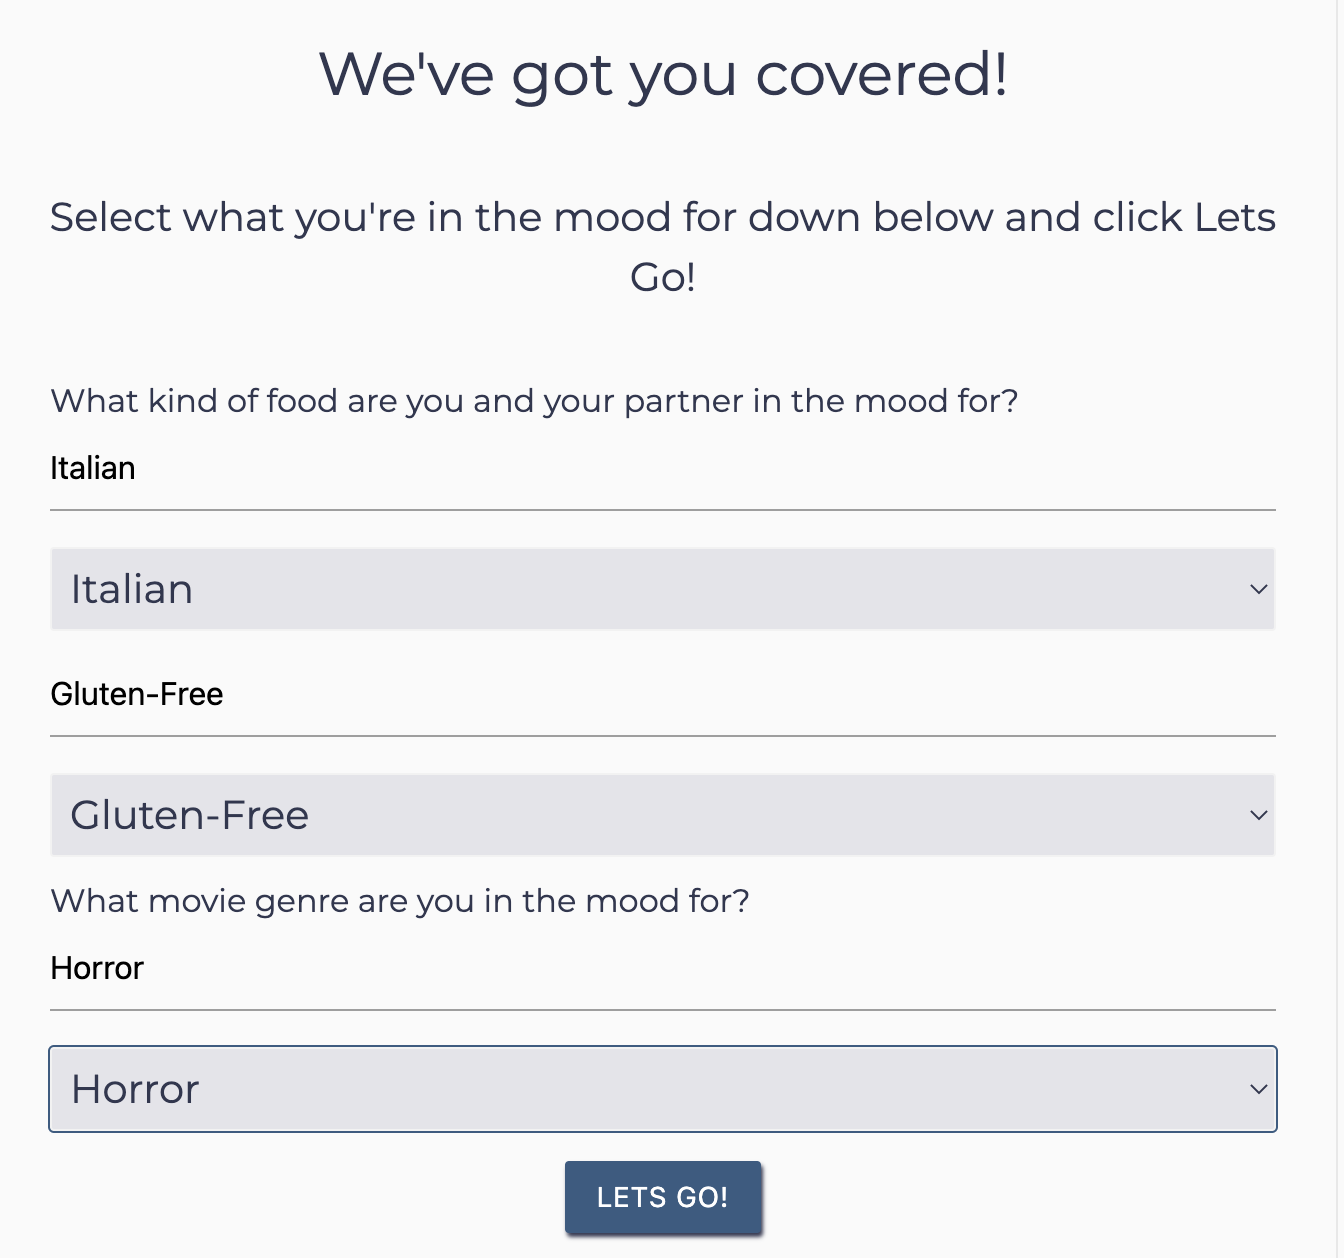 We've got you covered!
Select what you're in the mood for down below and click Lets
Go!
What kind of food are you and your partner in the mood for?
Italian
Italian
Gluten-Free
Gluten-Free
What movie genre are you in the mood for?
Horror
Horror
LETS GO!